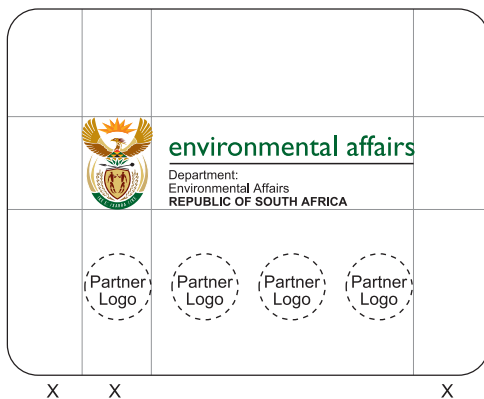 environmental affairs
Department:
Environmental Affairs
REPUBLIC OF SOUTH AFRICA
Partner Logo
Partner Logo
Partner Logo
Partner Logo
X X X